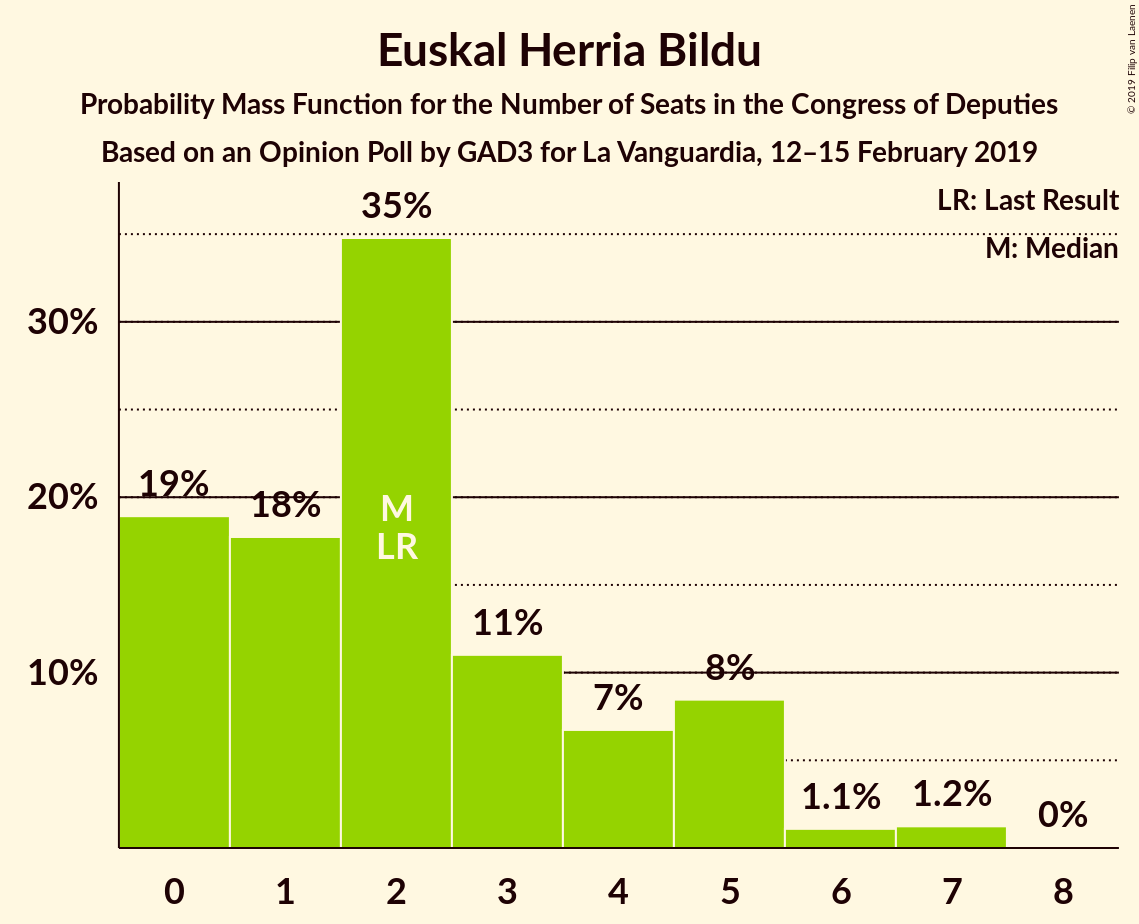 Euskal Herria Bildu
Probability Mass Function for the Number of Seats in the Congress of Deputies
Based on an Opinion Poll by GAD3 for La Vanguardia, 12–15 February 2019
© 2019 Filip van Laenen
LR: Last Result
M: Median
35%
30%
19%
20%
18%
M
LR
11%
10%
8%
7%
1.1%
1.2%
0%
0 1 2 3 4 5 6 7 8